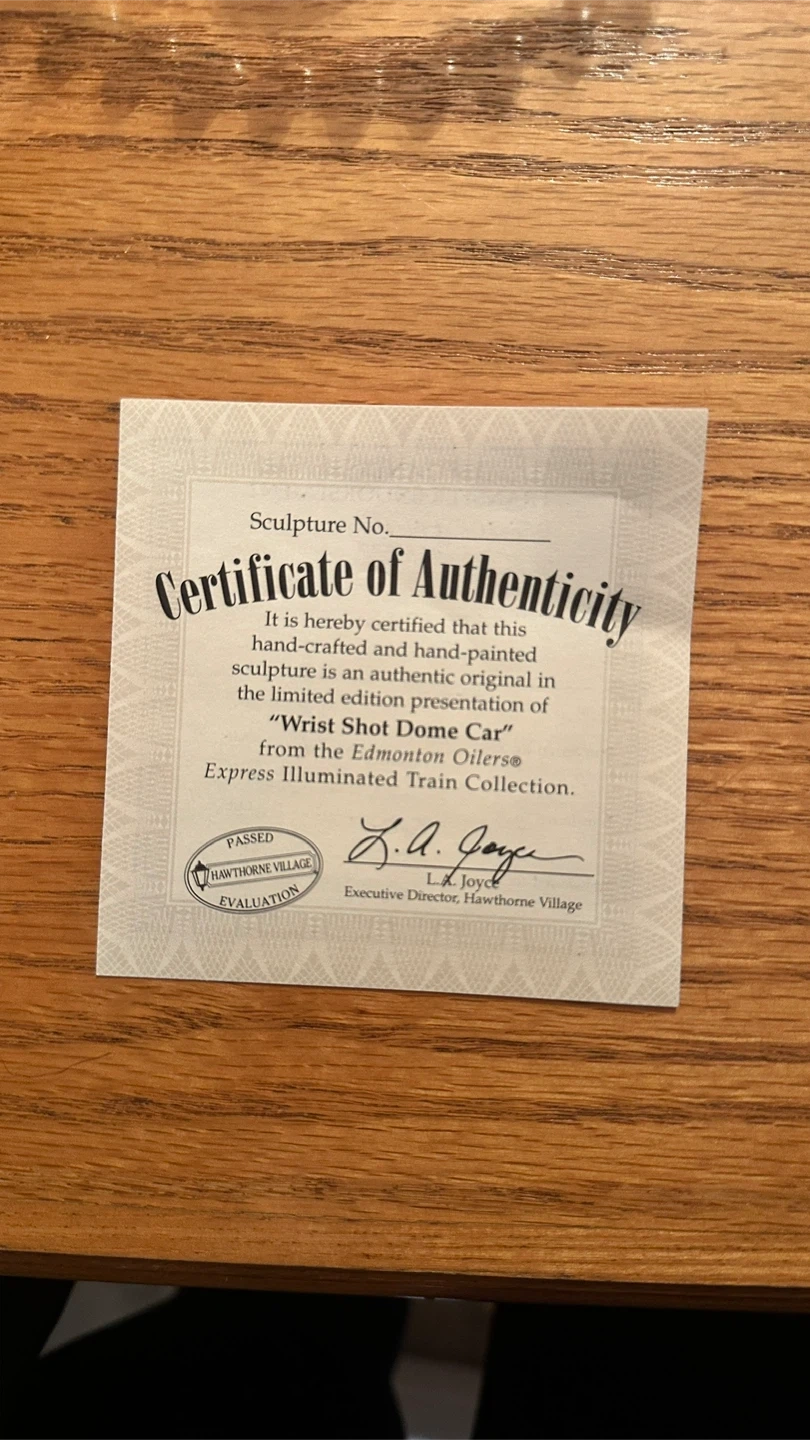 Sculpture No.____________
Certificate of Authenticity
It is hereby certified that this
hand-crafted and hand-painted
sculpture is an authentic original in
the limited edition presentation of
“Wrist Shot Dome Car”
from the Edmonton Oilers®
Express Illuminated Train Collection.
PASSED
HAWTHORNE VILLAGE
EVALUATION
L. A. Joyce
L.A. Joyce
Executive Director, Hawthorne Village